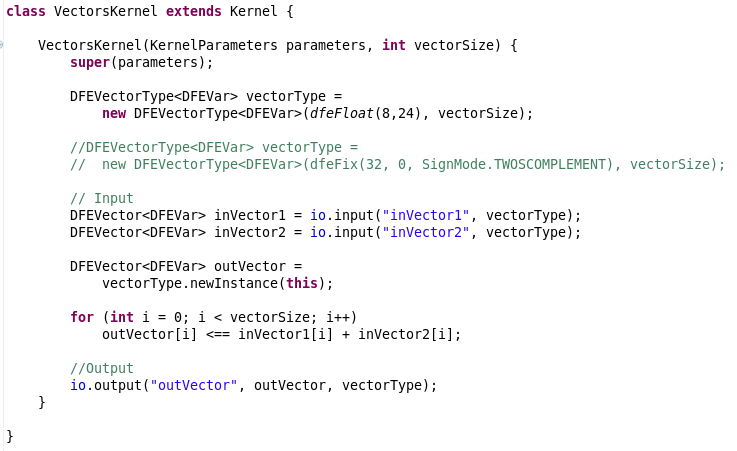 class VectorsKernel extends Kernel {
VectorsKernel(KernelParameters parameters, int vectorSize) {
super(parameters);
DFEVectorType<DFEVar> vectorType =
new DFEVectorType<DFEVar>(dfeFloat(8,24), vectorSize);
//DFEVectorType<DFEVar> vectorType =
//  new DFEVectorType<DFEVar>(dfeFix(32, 0, SignMode.TWOSCOMPLEMENT), vectorSize);
// Input
DFEVector<DFEVar> inVector1 = io.input("inVector1", vectorType);
DFEVector<DFEVar> inVector2 = io.input("inVector2", vectorType);
DFEVector<DFEVar> outVector =
vectorType.newInstance(this);
for (int i = 0; i < vectorSize; i++)
outVector[i] <== inVector1[i] + inVector2[i];
//Output
io.output("outVector", outVector, vectorType);
}
}